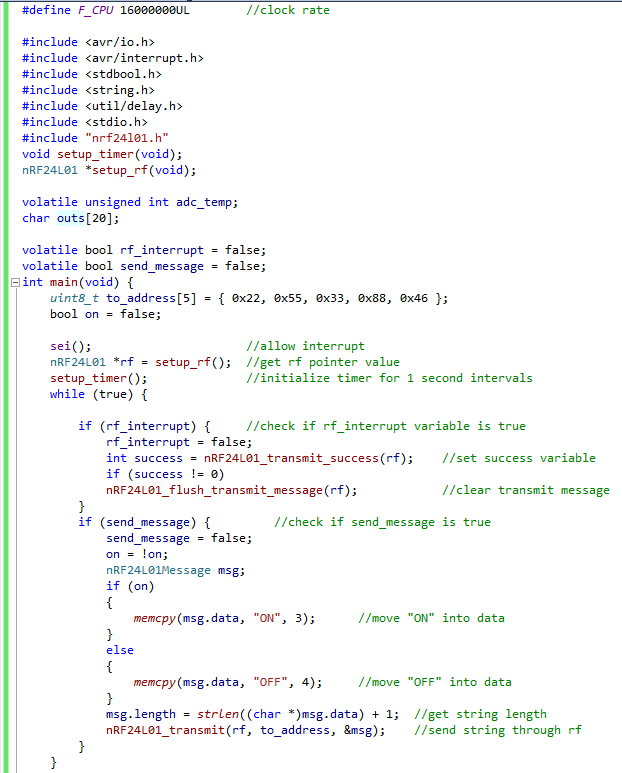 #define F_CPU 16000000UL        //clock rate
#include <avr/io.h>
#include <avr/interrupt.h>
#include <stdbool.h>
#include <string.h>
#include <util/delay.h>
#include <stdio.h>
#include "nrf24l01.h"
void setup_timer(void);
nRF24L01 *setup_rf(void);
volatile unsigned int adc_temp;
char outs[20];
volatile bool rf_interrupt = false;
volatile bool send_message = false;
int main(void) {
    uint8_t to_address[5] = { 0x22, 0x55, 0x33, 0x88, 0x46 };
    bool on = false;
    sei();                      //allow interrupt
    nRF24L01 *rf = setup_rf();  //get rf pointer value
    setup_timer();              //initialize timer for 1 second intervals
    while (true) {
        if (rf_interrupt) {     //check if rf_interrupt variable is true
            rf_interrupt = false;
            int success = nRF24L01_transmit_success(rf);    //set success variable
            if (success != 0)
            nRF24L01_flush_transmit_message(rf);            //clear transmit message
        }
        if (send_message) {         //check if send_message is true
            send_message = false;
            on = !on;
            nRF24L01Message msg;
            if (on)
            {
                memcpy(msg.data, "ON", 3);      //move "ON" into data
            }
            else
            {
                memcpy(msg.data, "OFF", 4);     //move "OFF" into data
            }
            msg.length = strlen((char *)msg.data) + 1;  //get string length
            nRF24L01_transmit(rf, to_address, &msg);    //send string through rf
        }
    }